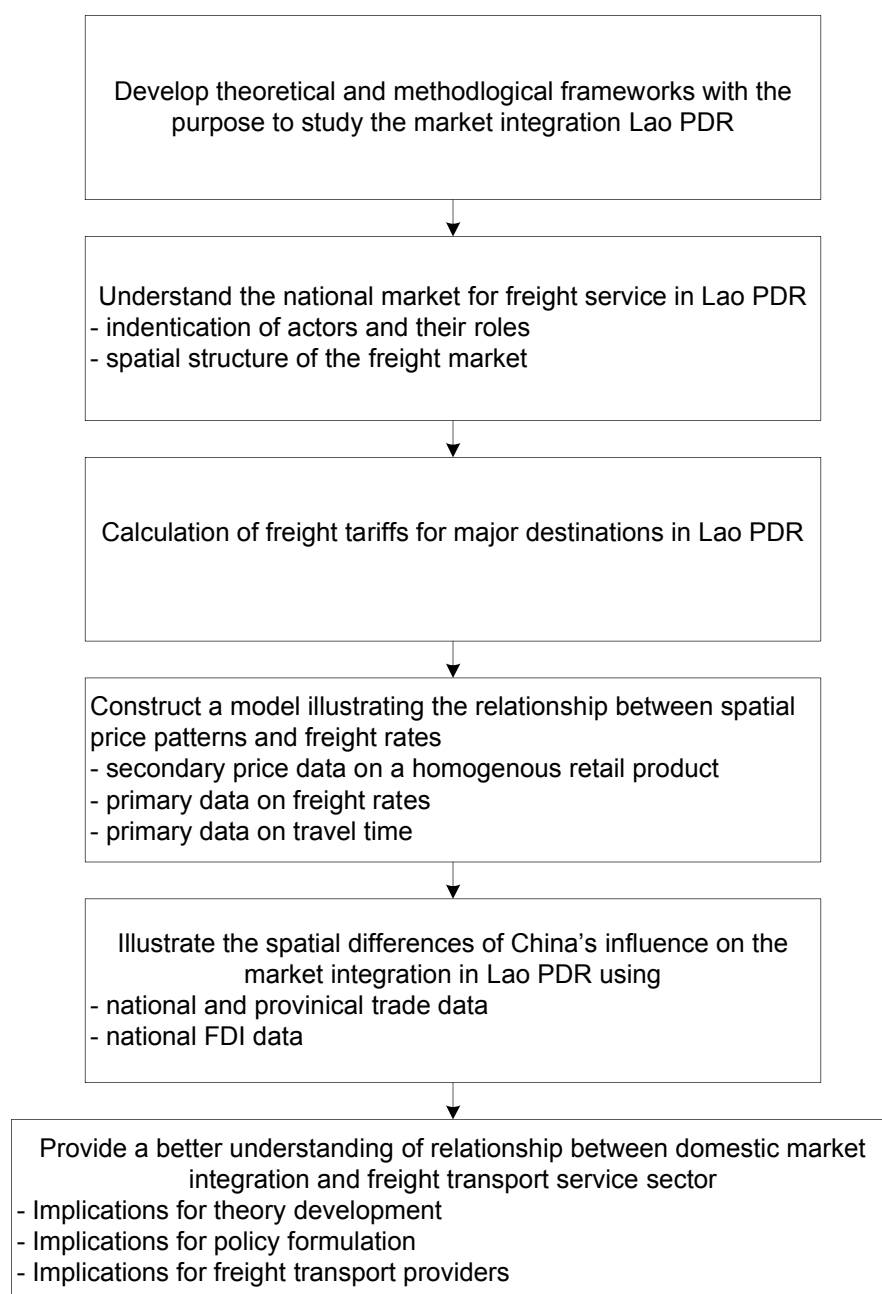 Develop theoretical and methodlogical frameworks with the
purpose to study the market integration Lao PDR
Understand the national market for freight service in Lao PDR
- indentication of actors and their roles
- spatial structure of the freight market
Calculation of freight tariffs for major destinations in Lao PDR
Construct a model illustrating the relationship between spatial
price patterns and freight rates
- secondary price data on a homogenous retail product
- primary data on freight rates
- primary data on travel time
Illustrate the spatial differences of China’s influence on the
market integration in Lao PDR using
- national and provinical trade data
- national FDI data
Provide a better understanding of relationship between domestic market
integration and freight transport service sector
- Implications for theory development
- Implications for policy formulation
- Implications for freight transport providers